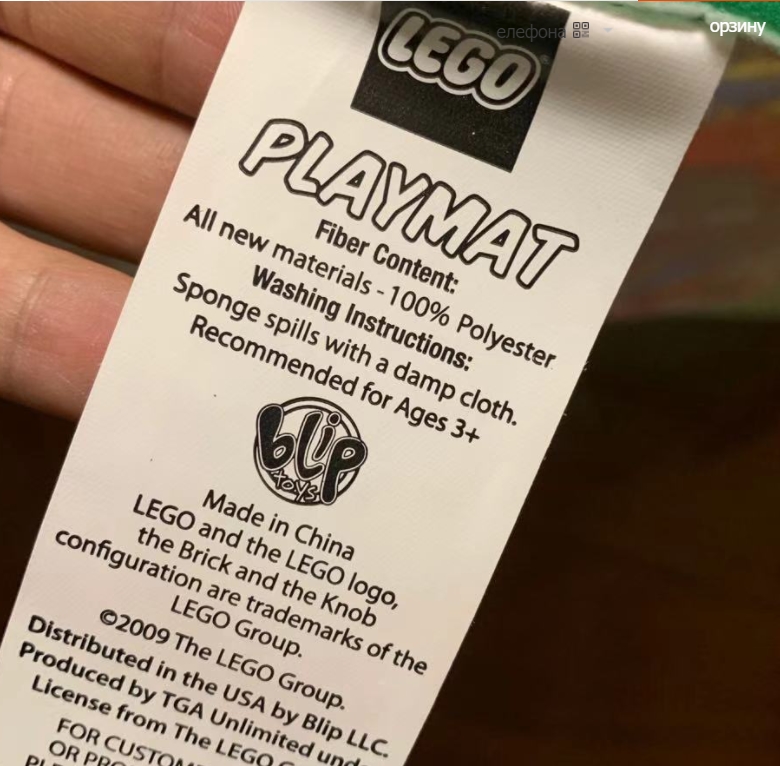 елефона
орзину
LEGO
PLAYMAT
Fiber Content:
All new materials - 100% Polyester
Washing Instructions:
Sponge spills with a damp cloth.
Recommended for Ages 3+
blip
toys
Made in China
LEGO and the LEGO logo,
the Brick and the Knob
configuration are trademarks of the
LEGO Group.
©2009 The LEGO Group.
Distributed in the USA by Blip LLC.
Produced by TGA Unlimited
License from The LEGO
FOR